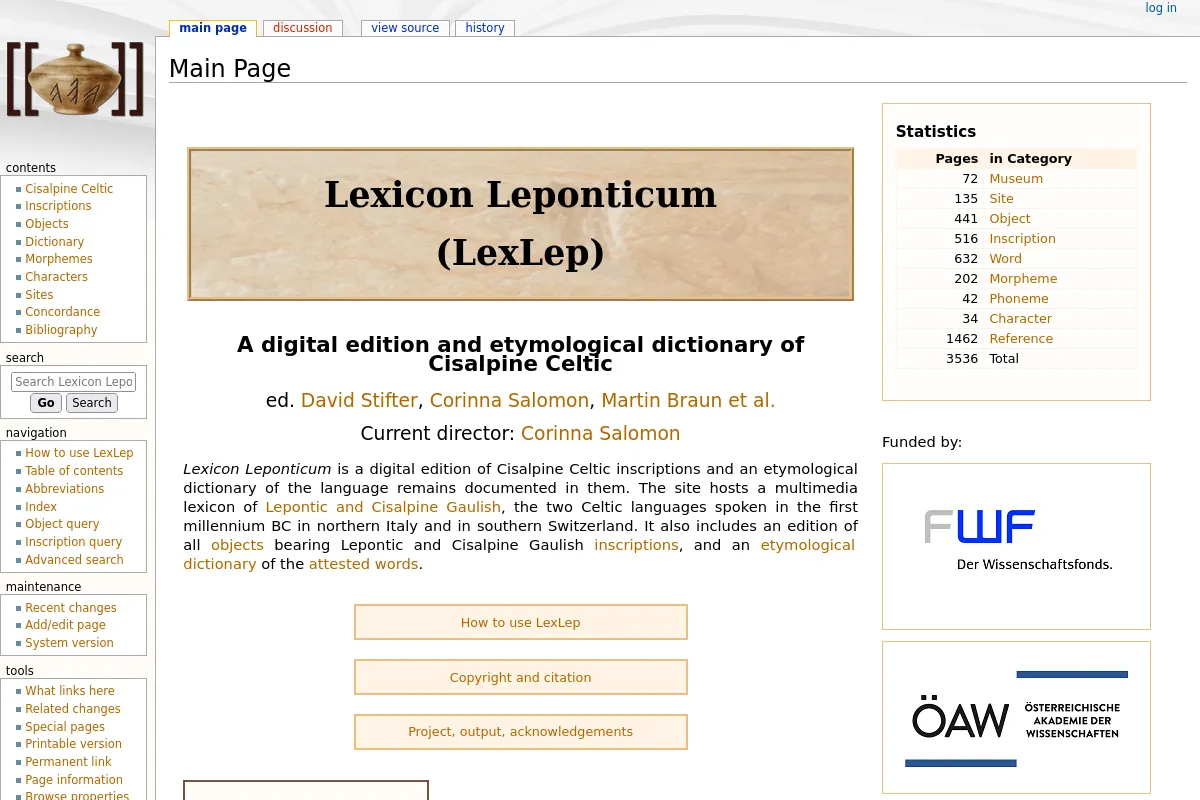 log in
main page
discussion
view source
history
[[ ]]
Main Page
contents
Cisalpine Celtic
Inscriptions
Objects
Dictionary
Morphemes
Characters
Sites
Concordance
Bibliography
search
Search Lexicon Lepo
Go Search
navigation
How to use LexLep
Table of contents
Abbreviations
Index
Object query
Inscription query
Advanced search
maintenance
Recent changes
Add/edit page
System version
tools
What links here
Related changes
Special pages
Printable version
Permanent link
Page information
Browse properties
Lexicon Leponticum
(LexLep)
A digital edition and etymological dictionary of
Cisalpine Celtic
ed. David Stifter, Corinna Salomon, Martin Braun et al.
Current director: Corinna Salomon
Lexicon Leponticum is a digital edition of Cisalpine Celtic inscriptions and an etymological
dictionary of the language remains documented in them. The site hosts a multimedia
lexicon of Lepontic and Cisalpine Gaulish, the two Celtic languages spoken in the first
millennium BC in northern Italy and in southern Switzerland. It also includes an edition of
all objects bearing Lepontic and Cisalpine Gaulish inscriptions, and an etymological
dictionary of the attested words.
How to use LexLep
Copyright and citation
Project, output, acknowledgements
Statistics
Pages in Category
72 Museum
135 Site
441 Object
516 Inscription
632 Word
202 Morpheme
42 Phoneme
34 Character
1462 Reference
3536 Total
Funded by:
FWF
Der Wissenschaftsfonds.
ÖAW
ÖSTERREICHISCHE
AKADEMIE DER
WISSENSCHAFTEN